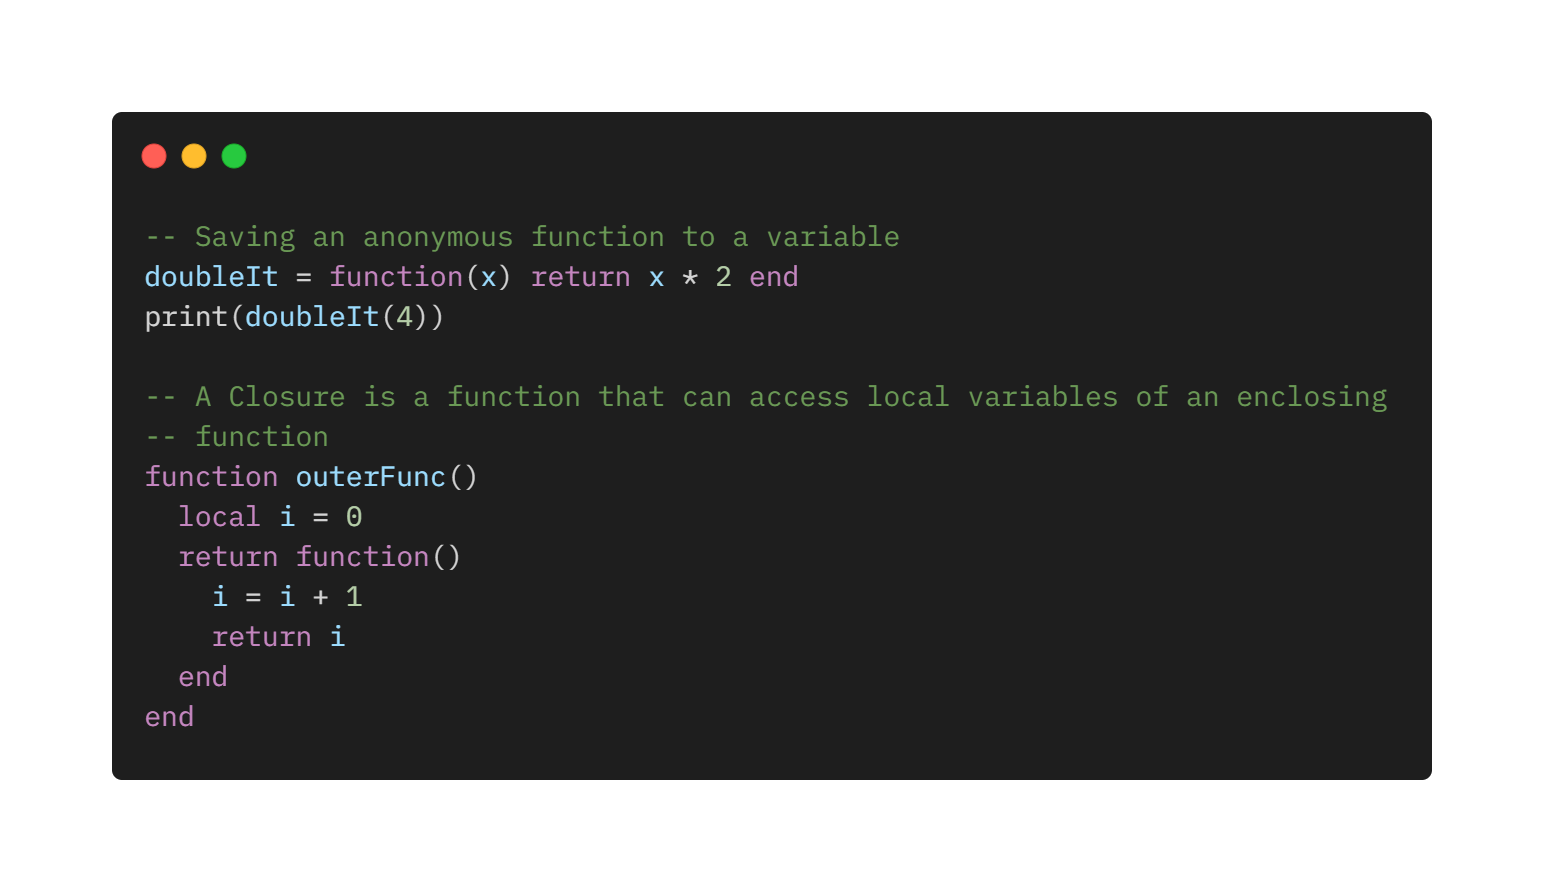 -- Saving an anonymous function to a variable
doubleIt = function(x) return x * 2 end
print(doubleIt(4))

-- A Closure is a function that can access local variables of an enclosing
-- function
function outerFunc()
  local i = 0
  return function()
    i = i + 1
    return i
  end
end